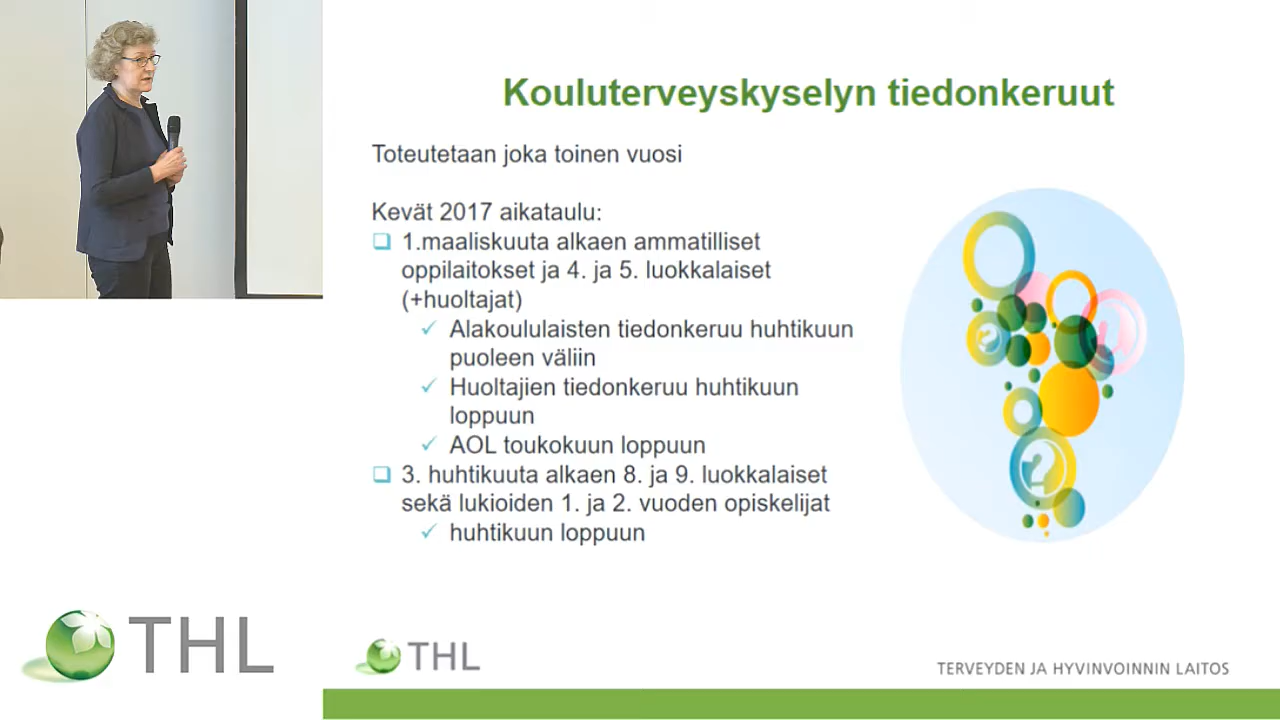 Kouluterveyskyselyn tiedonkeruut
Toteutetaan joka toinen vuosi
Kevät 2017 aikataulu:
1.maaliskuuta alkaen ammatilliset
oppilaitokset ja 4. ja 5. luokkalaiset
(+huoltajat)
Alakoululaisten tiedonkeruu huhtikuun
puoleen väliin
Huoltajien tiedonkeruu huhtikuun
loppuun
AOL toukokuun loppuun
3. huhtikuuta alkaen 8. ja 9. luokkalaiset
sekä lukioiden 1. ja 2. vuoden opiskelijat
huhtikuun loppuun
THL
THL
TERVEYDEN JA HYVINVOINNIN LAITOS